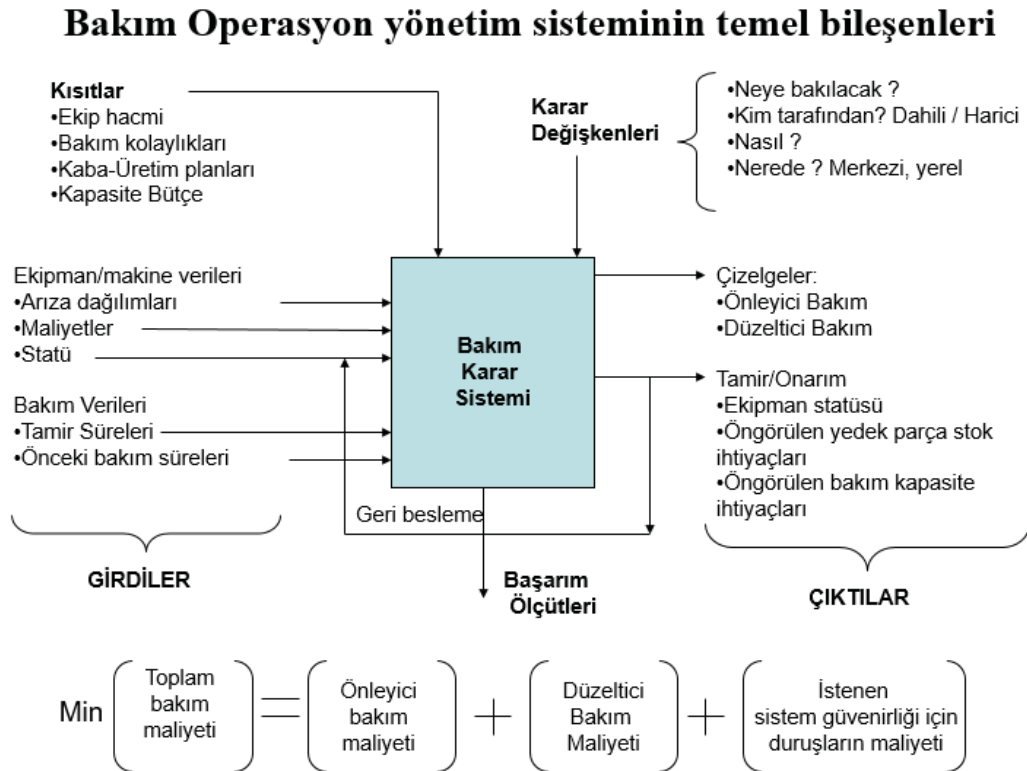 Bakım Operasyon yönetim sisteminin temel bileşenleri
Kısıtlar
•Ekip hacmi
•Bakım kolaylıkları
•Kaba-Üretim planları
•Kapasite Bütçe
Karar
Değişkenleri
•Neye bakılacak ?
•Kim tarafından? Dahili / Harici
•Nasıl ?
•Nerede ? Merkezi, yerel
Ekipman/makine verileri
•Arıza dağılımları
•Maliyetler
•Statü
Bakım Verileri
•Tamir Süreleri
•Önceki bakım süreleri
GİRDİLER
Bakım
Karar
Sistemi
Geri besleme
Başarım
Ölçütleri
Çizelgeler:
•Önleyici Bakım
•Düzeltici Bakım
Tamir/Onarım
•Ekipman statüsü
•Öngörülen yedek parça stok
ihtiyaçları
•Öngörülen bakım kapasite
ihtiyaçları
ÇIKTILAR
Min
Toplam
bakım
maliyeti
=
Önleyici
bakım
maliyeti
+
Düzeltici
Bakım
Maliyeti
+
İstenen
sistem güvenirliği için
duruşların maliyeti